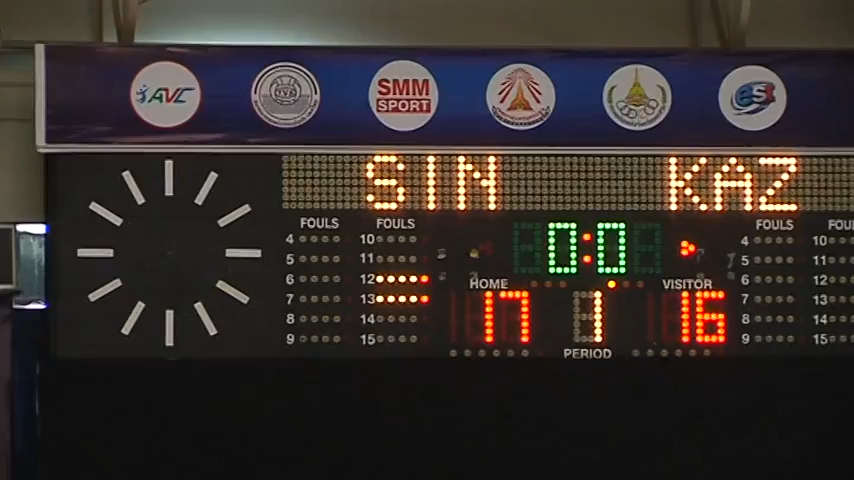 AVC SMM SPORT est
SIN KAZ
FOULS FOULS FOULS FOUL
4 10 4 10
5 11 0:0 5 11
6 12 HOME VISITOR 6 12
7 13 17 1 16 7 13
8 14 8 14
9 15 9 15
PERIOD